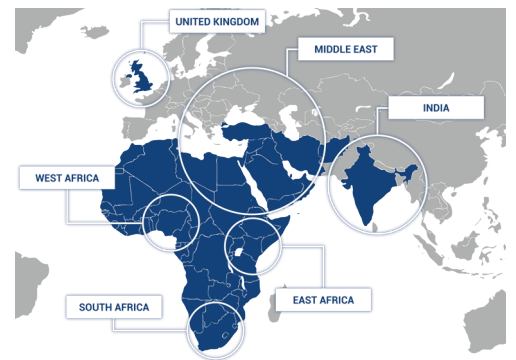 UNITED KINGDOM
MIDDLE EAST
INDIA
WEST AFRICA
EAST AFRICA
SOUTH AFRICA